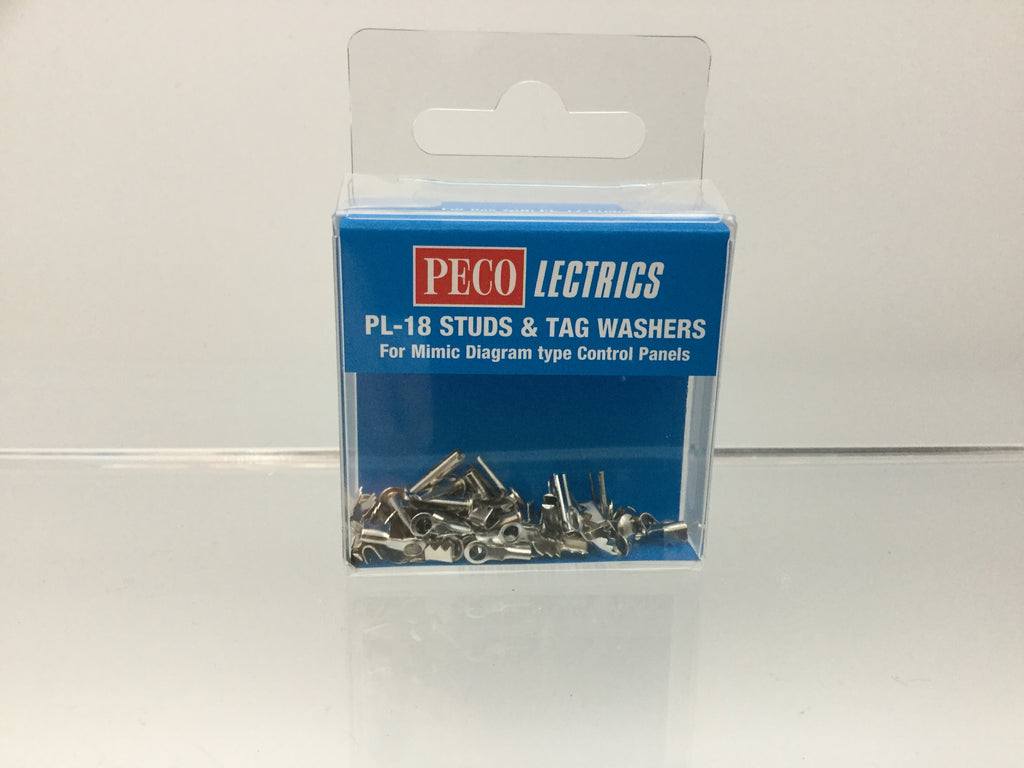 PECO LECTRICS
PL-18 STUDS & TAG WASHERS
For Mimic Diagram type Control Panels